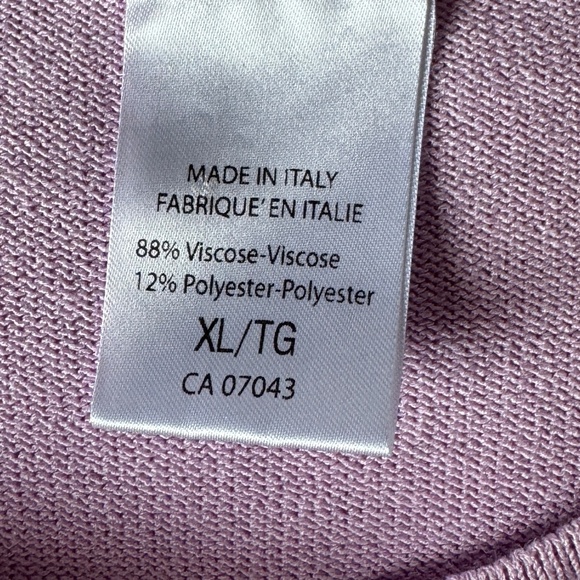 MADE IN ITALY
FABRIQUE' EN ITALIE
88% Viscose-Viscose
12% Polyester-Polyester
XL/TG
CA 07043